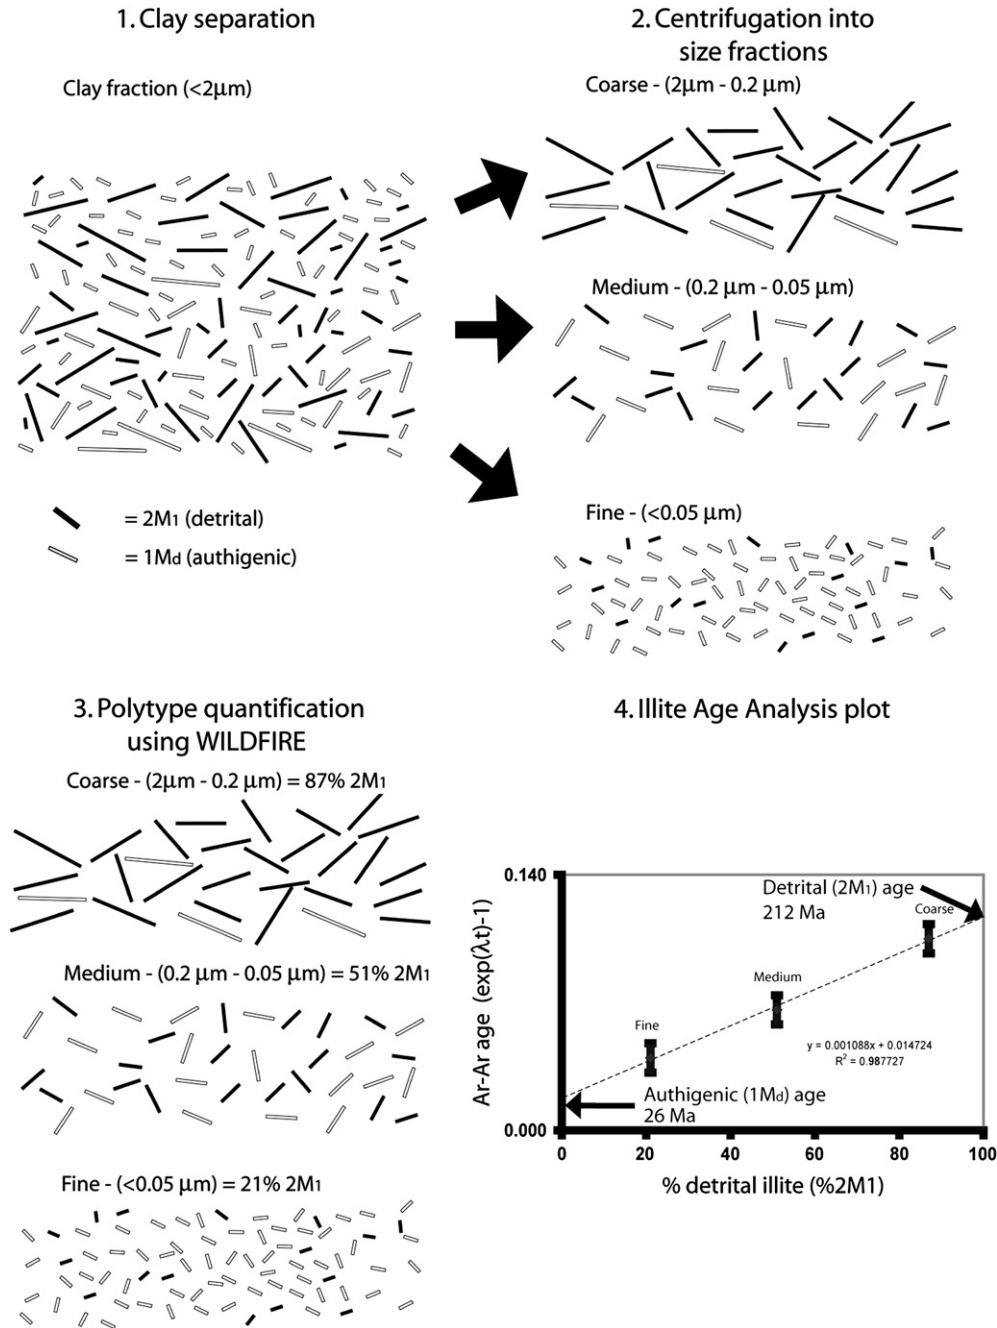 1. Clay separation
Clay fraction (<2μm)
= 2M₁ (detrital)
= 1Md (authigenic)
2. Centrifugation into
size fractions
Coarse - (2μm - 0.2 μm)
Medium - (0.2 μm - 0.05 μm)
Fine - (<0.05 μm)
3. Polytype quantification
using WILDFIRE
Coarse - (2μm - 0.2 μm) = 87% 2M₁
Medium - (0.2 μm - 0.05 μm) = 51% 2M₁
Fine - (<0.05 μm) = 21% 2M₁
4. Illite Age Analysis plot
0.140
Ar-Ar age (exp(λt)-1)
0.000
Detrital (2M₁) age
212 Ma
Coarse
Medium
Fine
y = 0.001088x + 0.014724
R² = 0.987727
Authigenic (1Md) age
26 Ma
0 20 40 60 80 100
% detrital illite (%2M1)